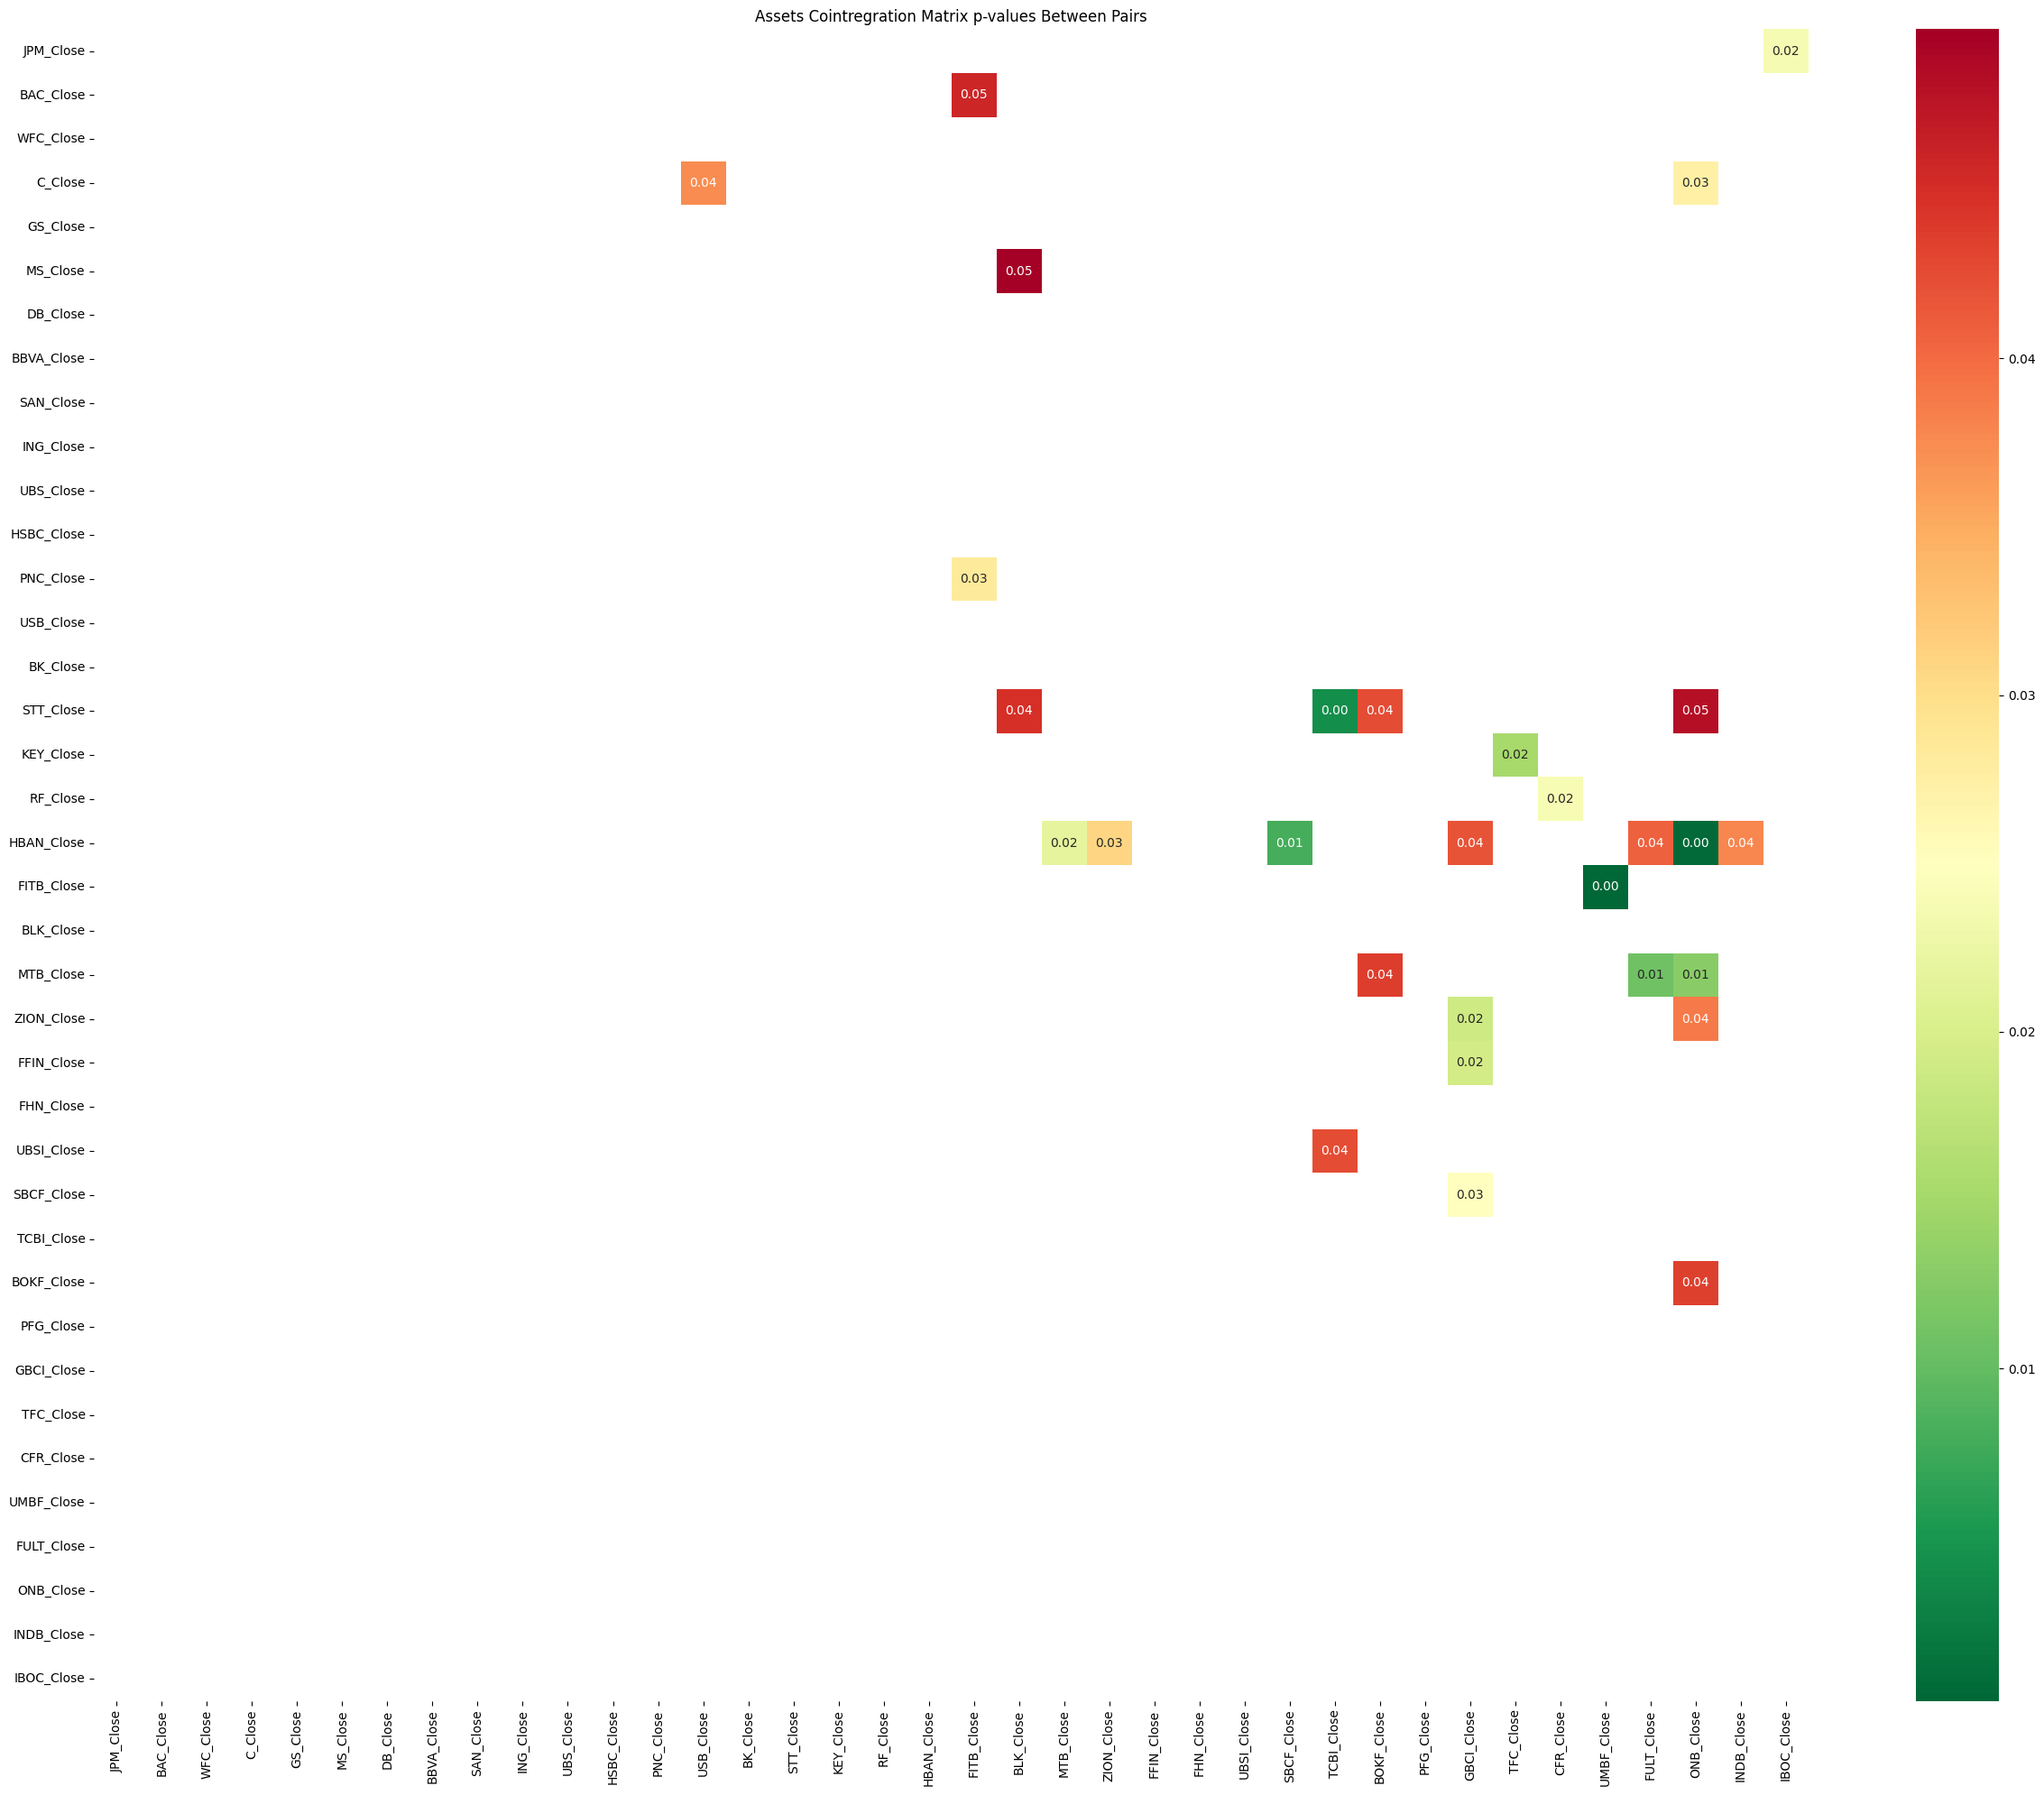 Assets Cointregration Matrix p-values Between Pairs
JPM_Close
0.02
BAC_Close
0.05
WFC_Close
C_Close
0.04
0.03
GS_Close
MS_Close
0.05
DB_Close
BBVA_Close
0.04
SAN_Close
ING_Close
UBS_Close
HSBC_Close
PNC_Close
0.03
USB_Close
BK_Close
0.03
STT_Close
0.04
0.00
0.04
0.05
KEY_Close
0.02
RF_Close
0.02
HBAN_Close
0.02
0.03
0.01
0.04
0.04
0.00
0.04
FITB_Close
0.00
BLK_Close
MTB_Close
0.04
0.01
0.01
ZION_Close
0.02
0.04
0.02
FFIN_Close
0.02
FHN_Close
UBSI_Close
0.04
SBCF_Close
0.03
TCBI_Close
BOKF_Close
0.04
PFG_Close
GBCI_Close
0.01
TFC_Close
CFR_Close
UMBF_Close
FULT_Close
ONB_Close
INDB_Close
IBOC_Close
JPM_Close
BAC_Close
WFC_Close
C_Close
GS_Close
MS_Close
DB_Close
BBVA_Close
SAN_Close
ING_Close
UBS_Close
HSBC_Close
PNC_Close
USB_Close
BK_Close
STT_Close
KEY_Close
RF_Close
HBAN_Close
FITB_Close
BLK_Close
MTB_Close
ZION_Close
FFIN_Close
FHN_Close
UBSI_Close
SBCF_Close
TCBI_Close
BOKF_Close
PFG_Close
GBCI_Close
TFC_Close
CFR_Close
UMBF_Close
FULT_Close
ONB_Close
INDB_Close
IBOC_Close